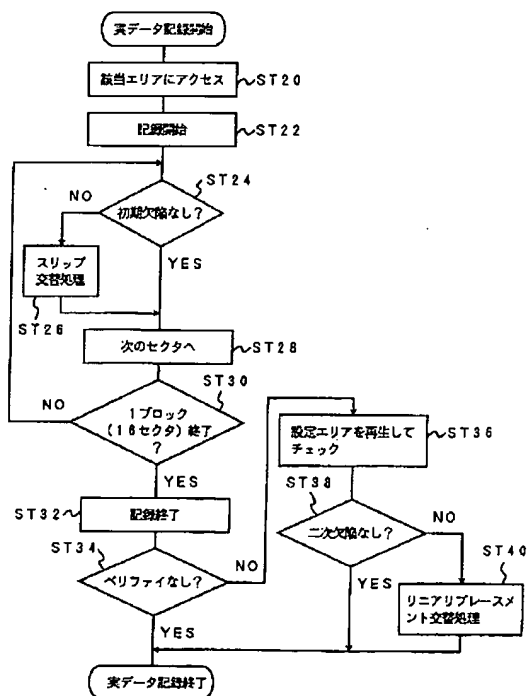 実データ記録開始
該当エリアにアクセス
ST20
記録開始
ST22
ST24
NO
初期欠陥なし?
スリップ
交替処理
YES
ST26
次のセクタへ
ST28
ST30
NO
1ブロック
(16セクタ)終了
?
設定エリアを再生して
チェック
ST36
YES
ST32
記録終了
ST38
ST34
NO
二次欠陥なし?
NO
ST40
ベリファイなし?
YES
リニアリプレースメ
ント交替処理
YES
実データ記録終了